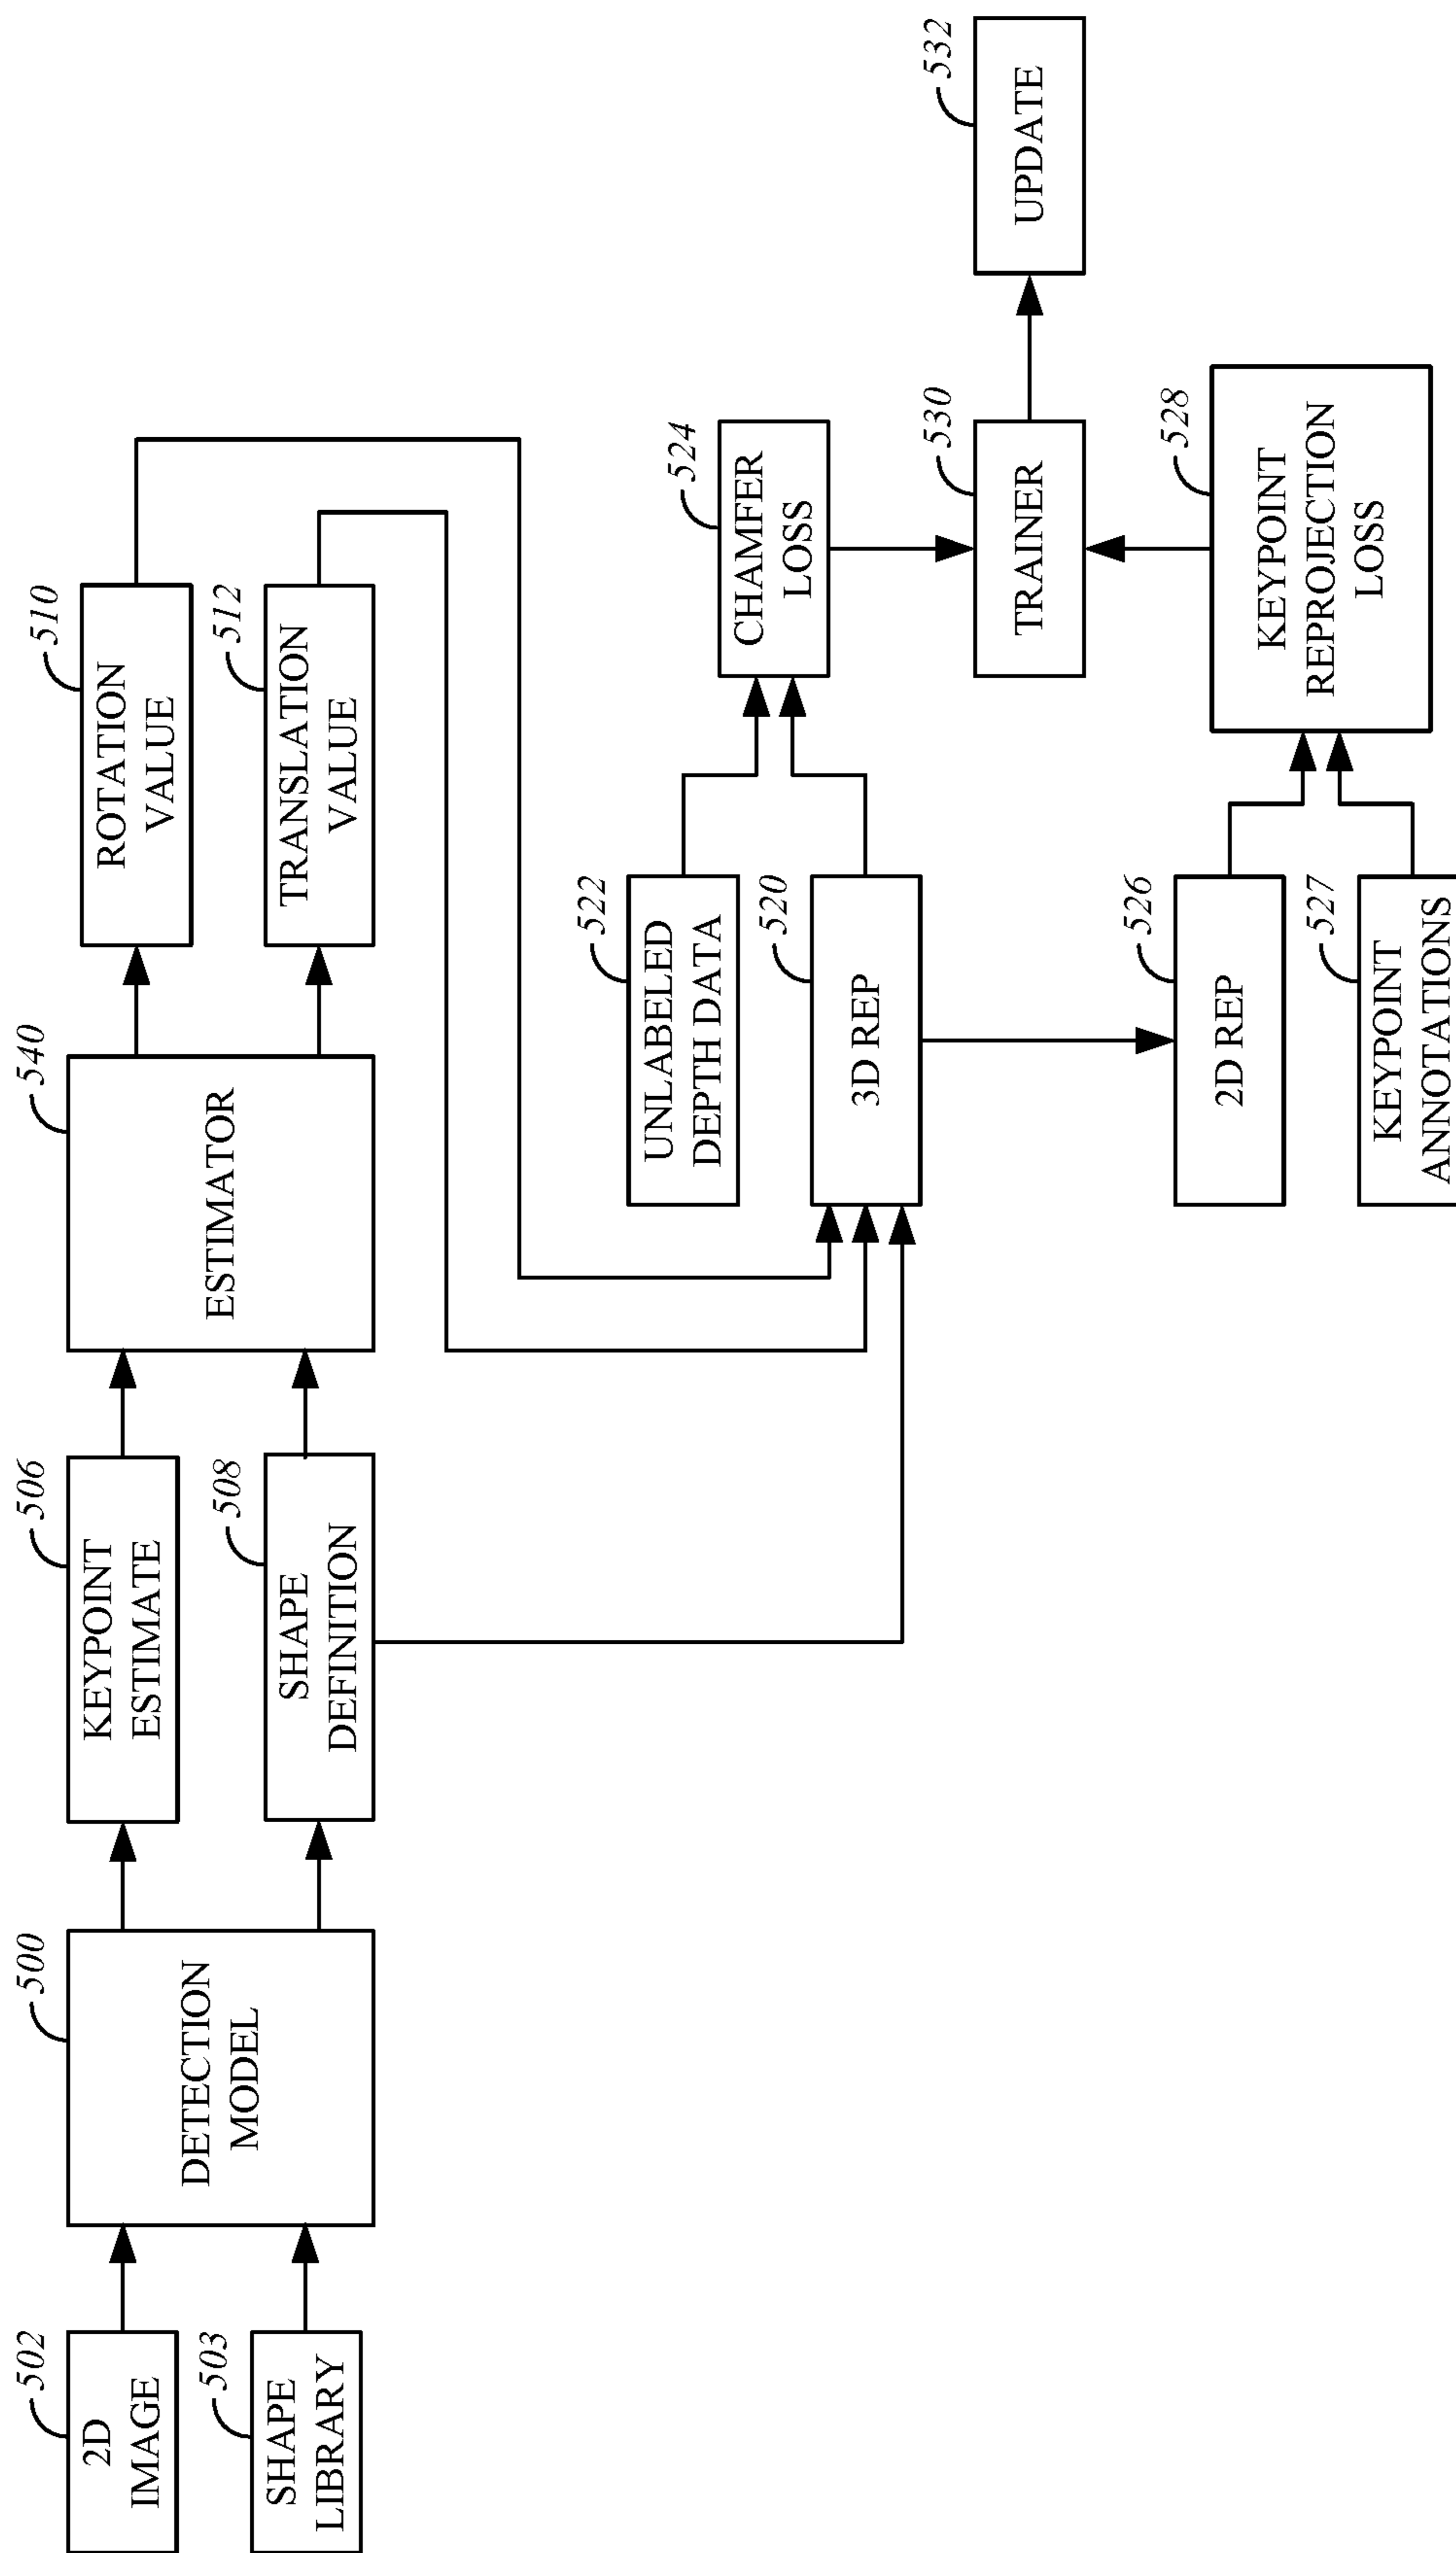 502
2D
IMAGE
503
SHAPE
LIBRARY
500
DETECTION
MODEL
506
KEYPOINT
ESTIMATE
508
SHAPE
DEFINITION
540
ESTIMATOR
510
ROTATION
VALUE
512
TRANSLATION
VALUE
522
UNLABELED
DEPTH DATA
520
3D REP
524
CHAMFER
LOSS
526
2D REP
527
KEYPOINT
ANNOTATIONS
530
TRAINER
528
KEYPOINT
REPROJECTION
LOSS
532
UPDATE